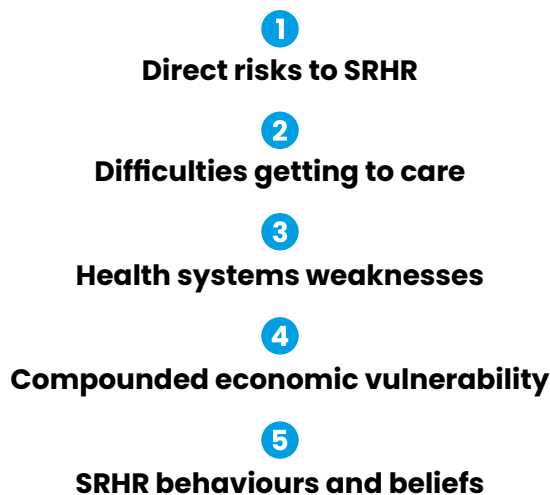 1
Direct risks to SRHR
2
Difficulties getting to care
3
Health systems weaknesses
4
Compounded economic vulnerability
5
SRHR behaviours and beliefs